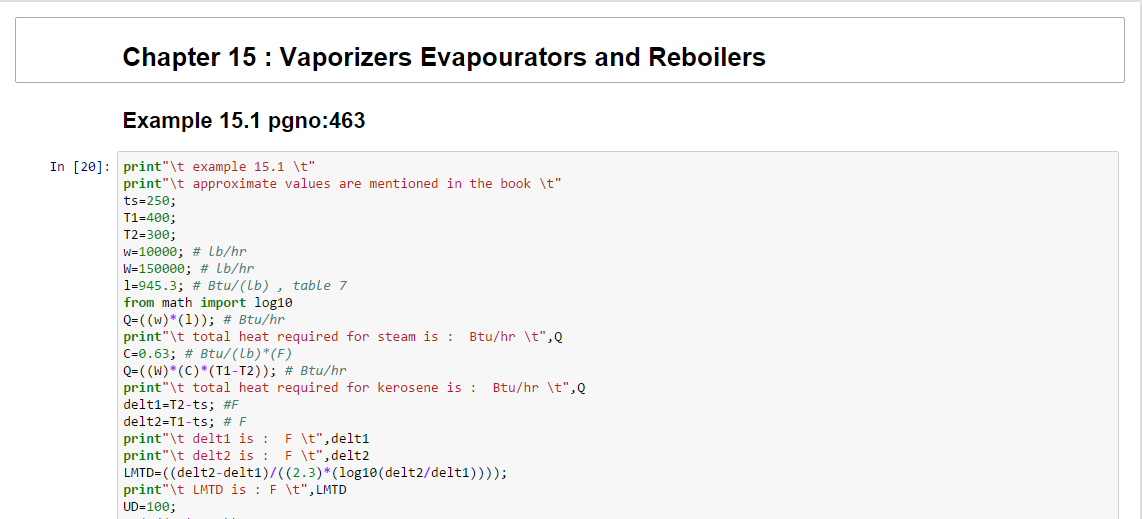 Chapter 15 : Vaporizers Evapourators and Reboilers
Example 15.1 pgno:463
In [20]: print"\t example 15.1 \t"
print"\t approximate values are mentioned in the book \t"
ts=250;
T1=400;
T2=300;
w=10000; # lb/hr
W=150000; # lb/hr
l=945.3; # Btu/(lb) , table 7
from math import log10
Q=((w)*(l)); # Btu/hr
print"\t total heat required for steam is :  Btu/hr \t",Q
C=0.63; # Btu/(lb)*(F)
Q=((W)*(C)*(T1-T2)); # Btu/hr
print"\t total heat required for kerosene is :  Btu/hr \t",Q
delt1=T2-ts; #F
delt2=T1-ts; # F
print"\t delt1 is :  F \t",delt1
print"\t delt2 is :  F \t",delt2
LMTD=((delt2-delt1)/((2.3)*(log10(delt2/delt1))));
print"\t LMTD is : F \t",LMTD
UD=100;